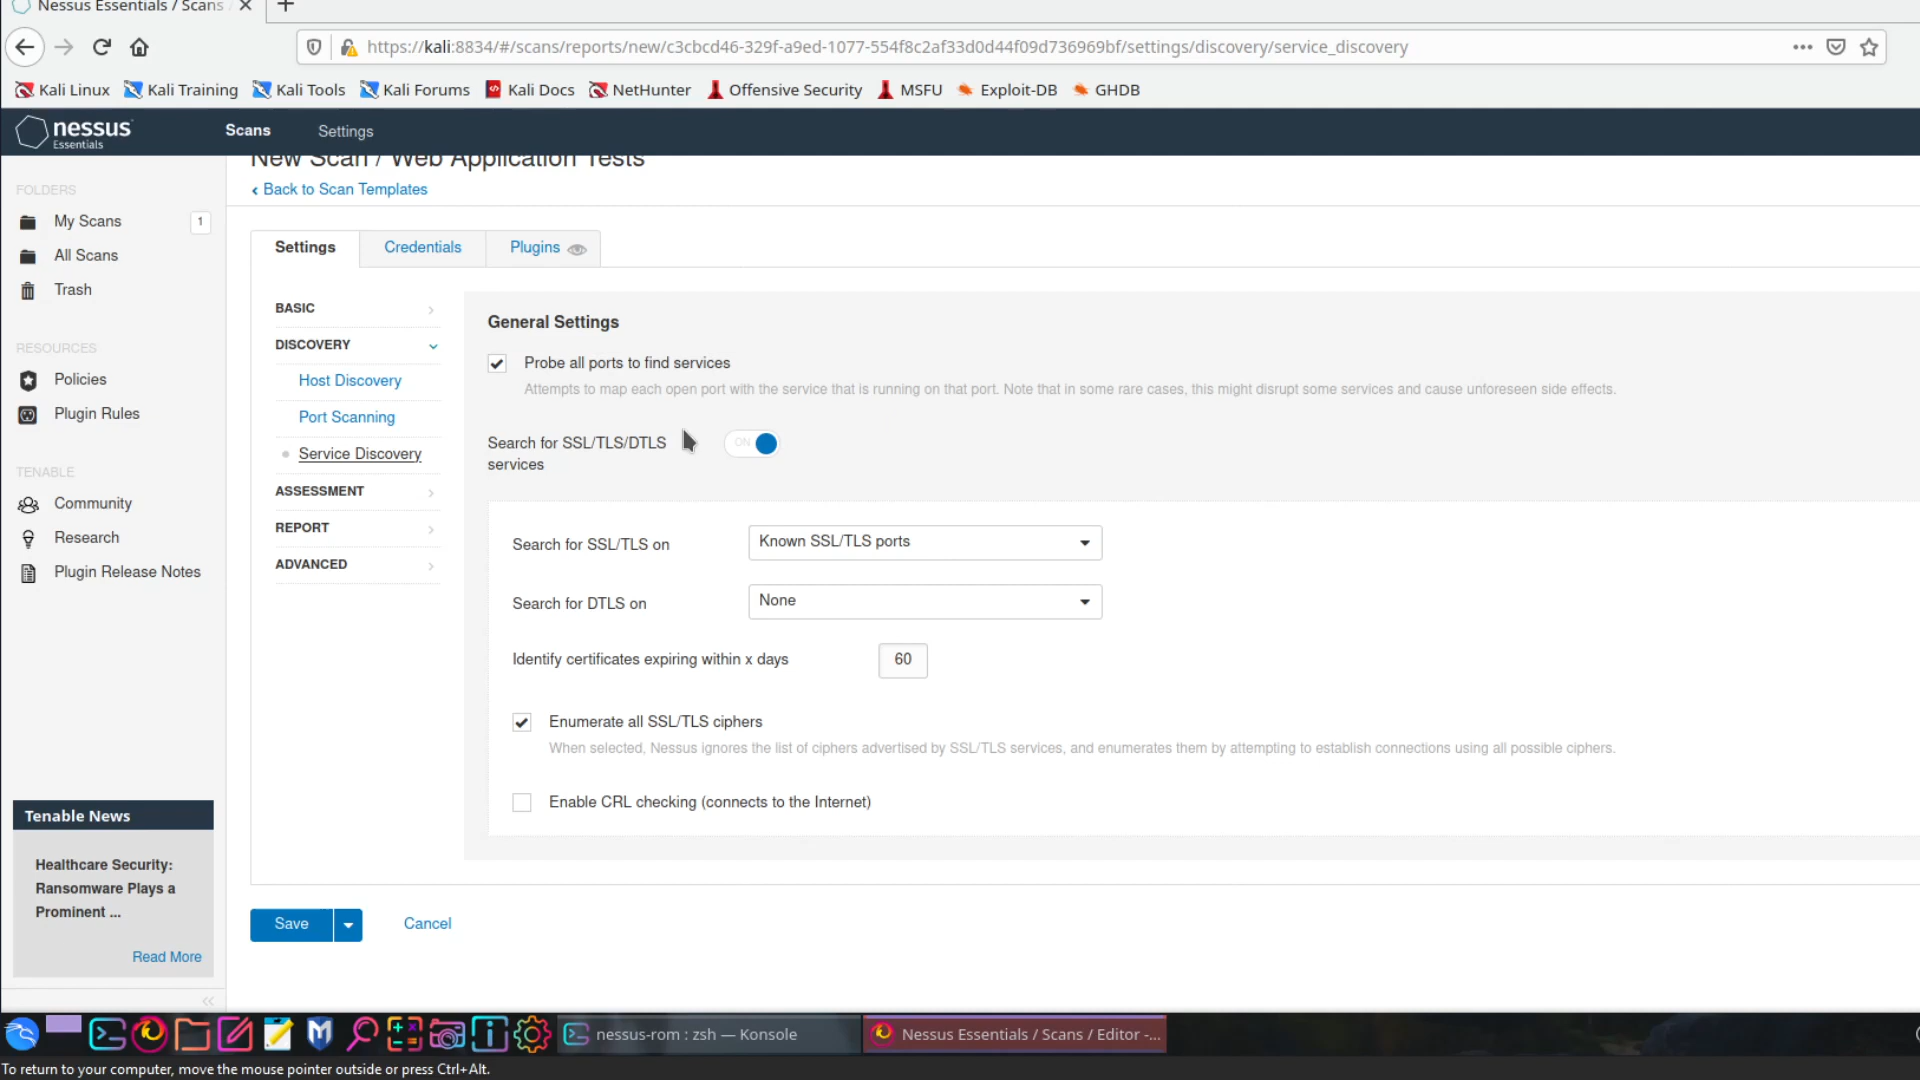 Nessus Essentials / Scans /
https://kali:8834/#/scans/reports/new/c3cbcd46-329f-a9ed-1077-554f8c2af33d0d44f09d736969bf/settings/discovery/service_discovery
Kali Linux Kali Training Kali Tools Kali Forums Kali Docs NetHunter Offensive Security MSFU Exploit-DB GHDB
nessus Essentials Scans Settings
New Scan / Web Application Tests
Back to Scan Templates
FOLDERS
My Scans 1
All Scans
Trash
RESOURCES
Policies
Plugin Rules
TENABLE
Community
Research
Plugin Release Notes
Tenable News
Healthcare Security:
Ransomware Plays a
Prominent ...
Read More
Settings Credentials Plugins
BASIC
DISCOVERY
Host Discovery
Port Scanning
Service Discovery
ASSESSMENT
REPORT
ADVANCED
General Settings
Probe all ports to find services
Attempts to map each open port with the service that is running on that port. Note that in some rare cases, this might disrupt some services and cause unforeseen side effects.
Search for SSL/TLS/DTLS
services
ON
Search for SSL/TLS on Known SSL/TLS ports
Search for DTLS on None
Identify certificates expiring within x days 60
Enumerate all SSL/TLS ciphers
When selected, Nessus ignores the list of ciphers advertised by SSL/TLS services, and enumerates them by attempting to establish connections using all possible ciphers.
Enable CRL checking (connects to the Internet)
Save Cancel
nessus-rom : zsh — Konsole Nessus Essentials / Scans / Editor -...
To return to your computer, move the mouse pointer outside or press Ctrl+Alt.